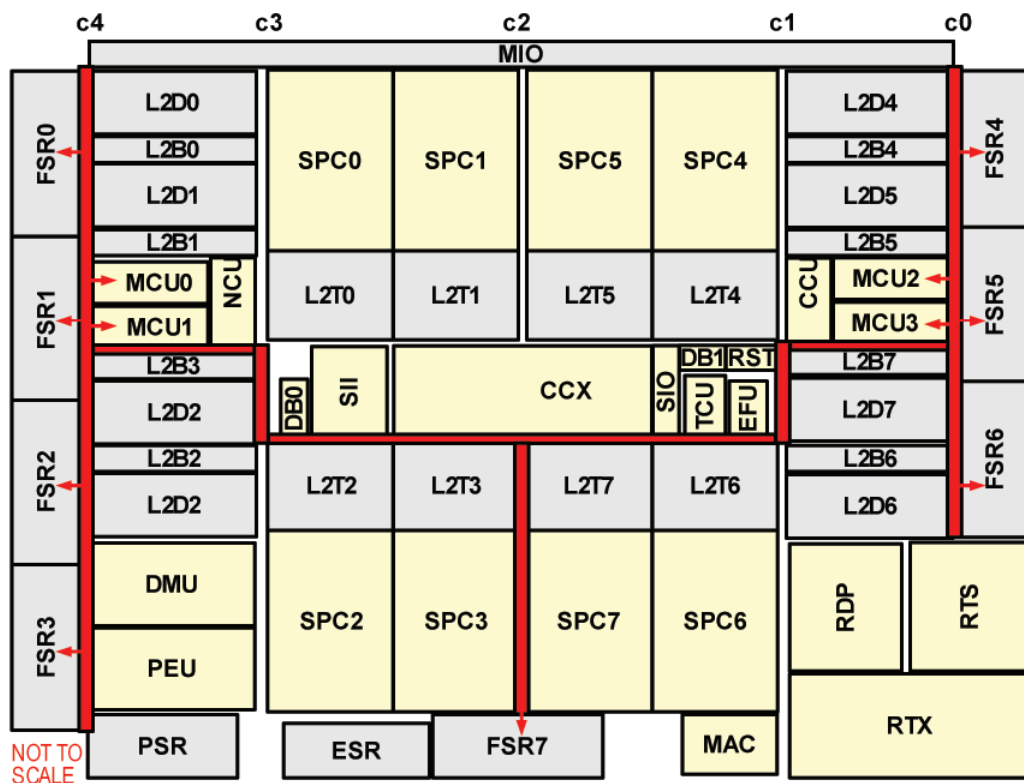 c4 c3 c2 c1 c0
MIO
FSR0 L2D0 SPC0 SPC1 SPC5 SPC4 L2D4 FSR4
L2B0 L2B4
L2D1 L2D5
L2B1 L2B5
FSR1 MCU0 NCU L2T0 L2T1 L2T5 L2T4 CCU MCU2 FSR5
MCU1 MCU3
L2B3 DB0 SII CCX SIO DB1 RST L2B7
L2D2 TCU EFU L2D7
FSR2 L2B2 L2T2 L2T3 L2T7 L2T6 L2B6 FSR6
L2D2 L2D6
FSR3 DMU SPC2 SPC3 SPC7 SPC6 RDP RTS
PEU
NOT TO
SCALE
PSR ESR FSR7 MAC RTX